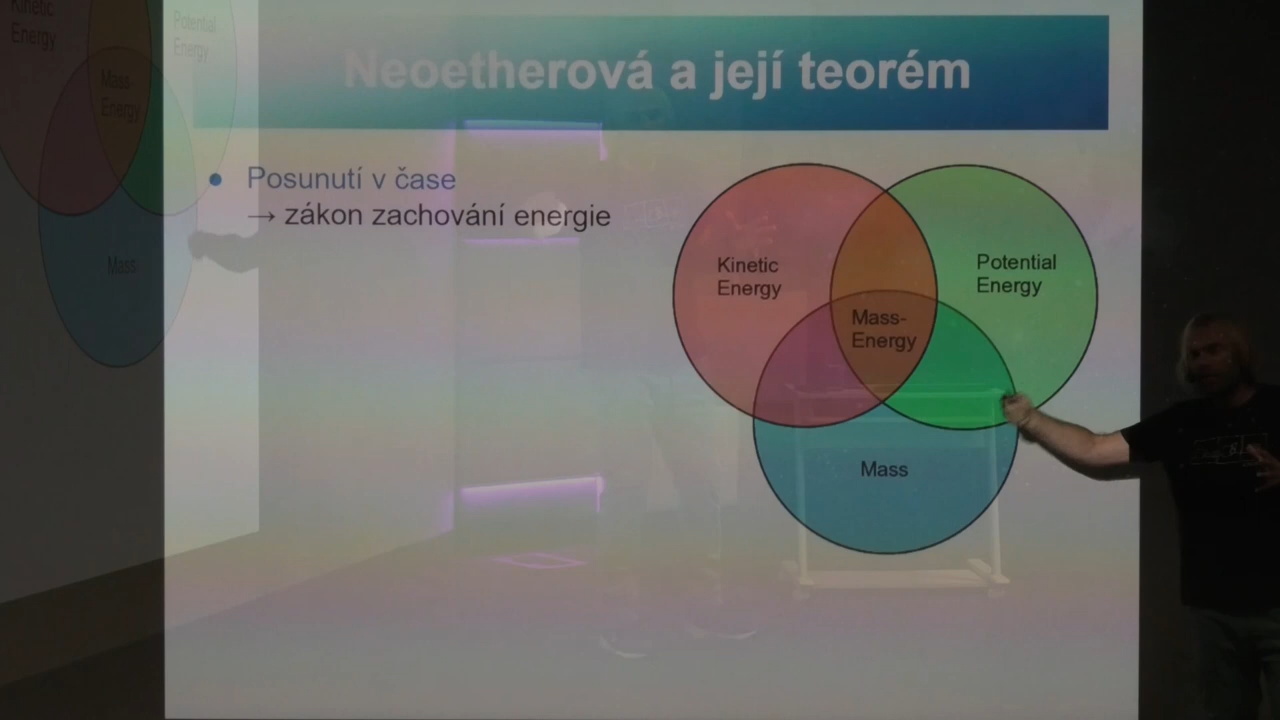 Neoetherová a její teorém
Posunutí v čase
→ zákon zachování energie
Kinetic
Energy
Potential
Energy
Mass-
Energy
Mass
Kinetic
Energy
Potential
Energy
Mass-
Energy
Mass